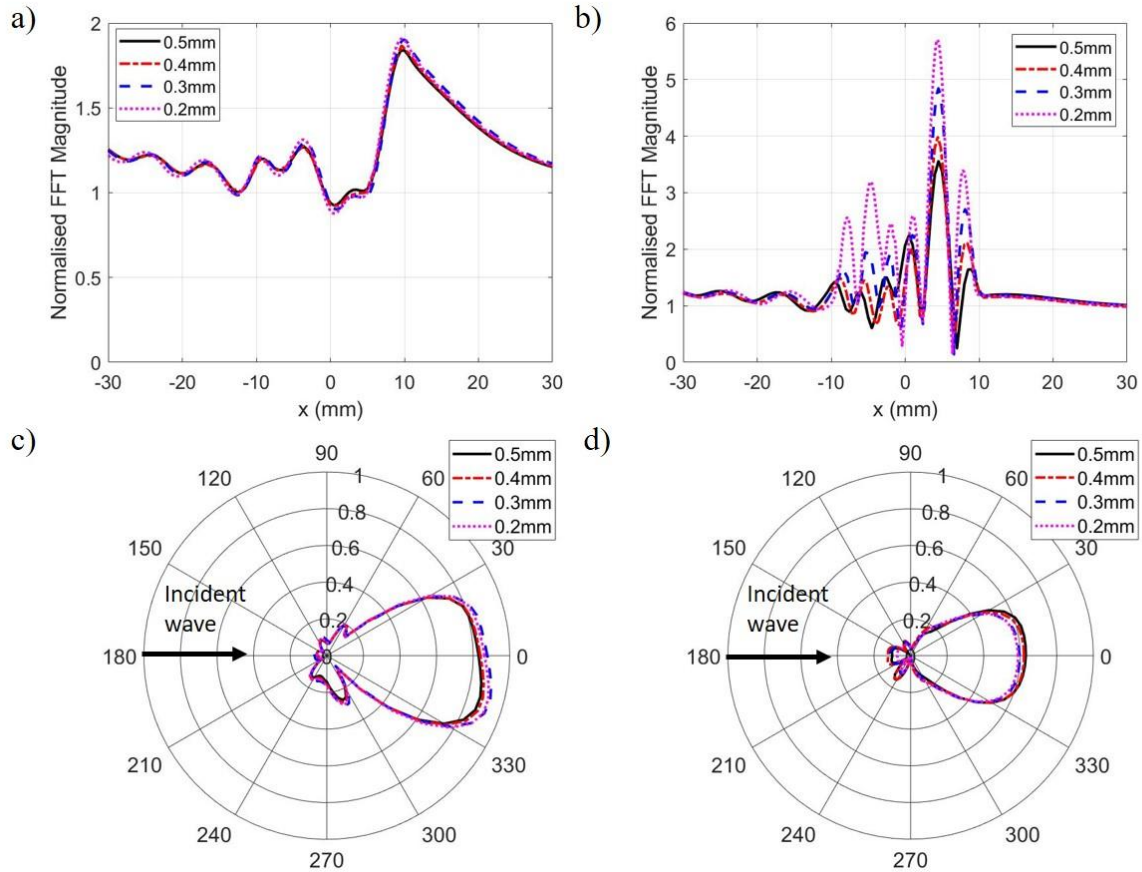 a)
2
1.5
1
0.5
0
Normalised FFT Magnitude
0.5mm
0.4mm
0.3mm
0.2mm
-30 -20 -10 0 10 20 30
x (mm)
b)
6
5
4
3
2
1
0
Normalised FFT Magnitude
0.5mm
0.4mm
0.3mm
0.2mm
-30 -20 -10 0 10 20 30
x (mm)
c)
0.5mm
0.4mm
0.3mm
0.2mm
90
120
60
150
30
180
0
210
330
240
300
270
1
0.8
0.6
0.4
0.2
0
Incident
wave
d)
0.5mm
0.4mm
0.3mm
0.2mm
90
120
60
150
30
180
0
210
330
240
300
270
1
0.8
0.6
0.4
0.2
0
Incident
wave